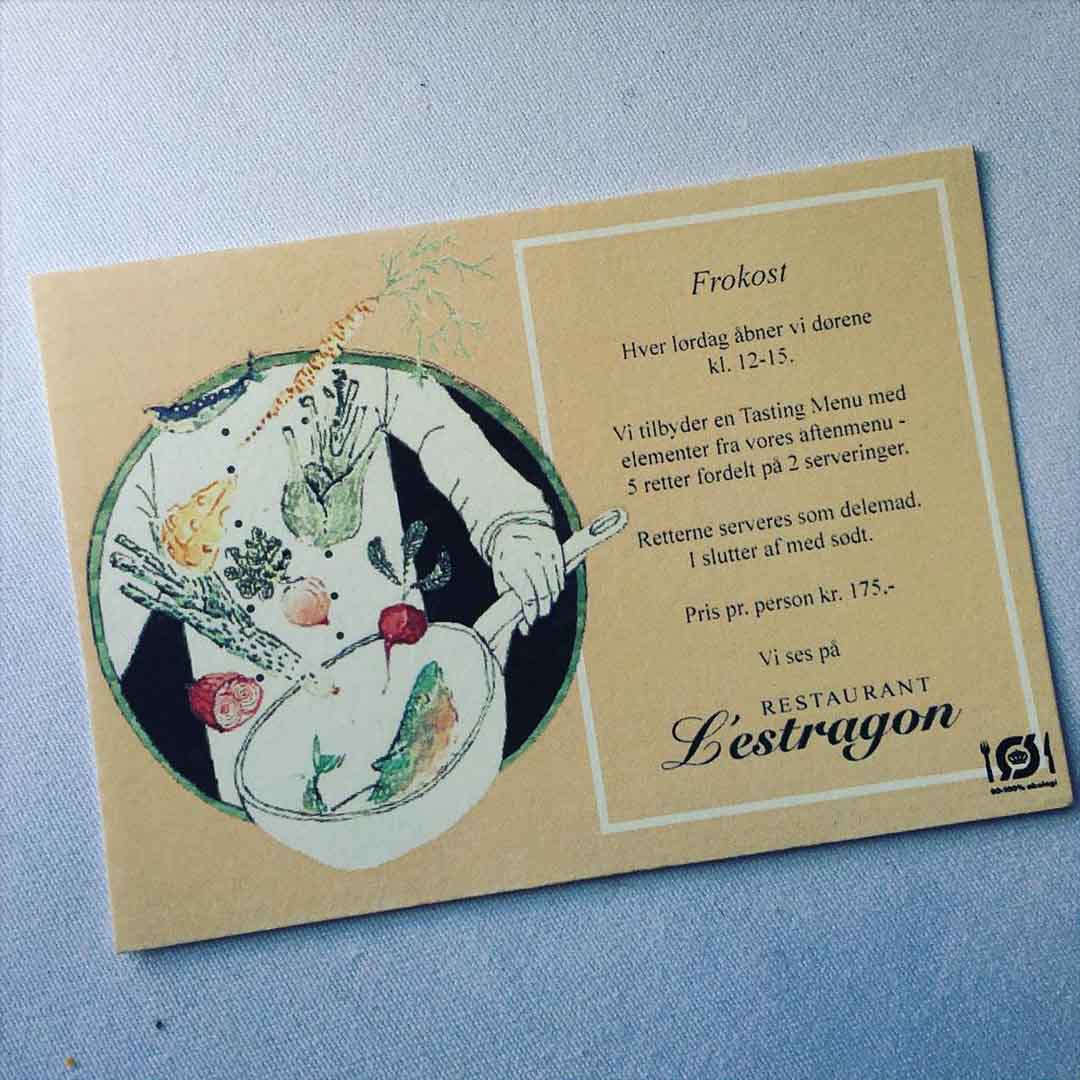 Frokost
Hver lørdag åbner vi dørene
kl. 12-15.
Vi tilbyder en Tasting Menu med
elementer fra vores aftenmenu -
5 retter fordelt på 2 serveringer.
Retterne serveres som delemad.
I slutter af med sødt.
Pris pr. person kr. 175,-
Vi ses på
RESTAURANT
L'estragon
Ø
90-100% økologi